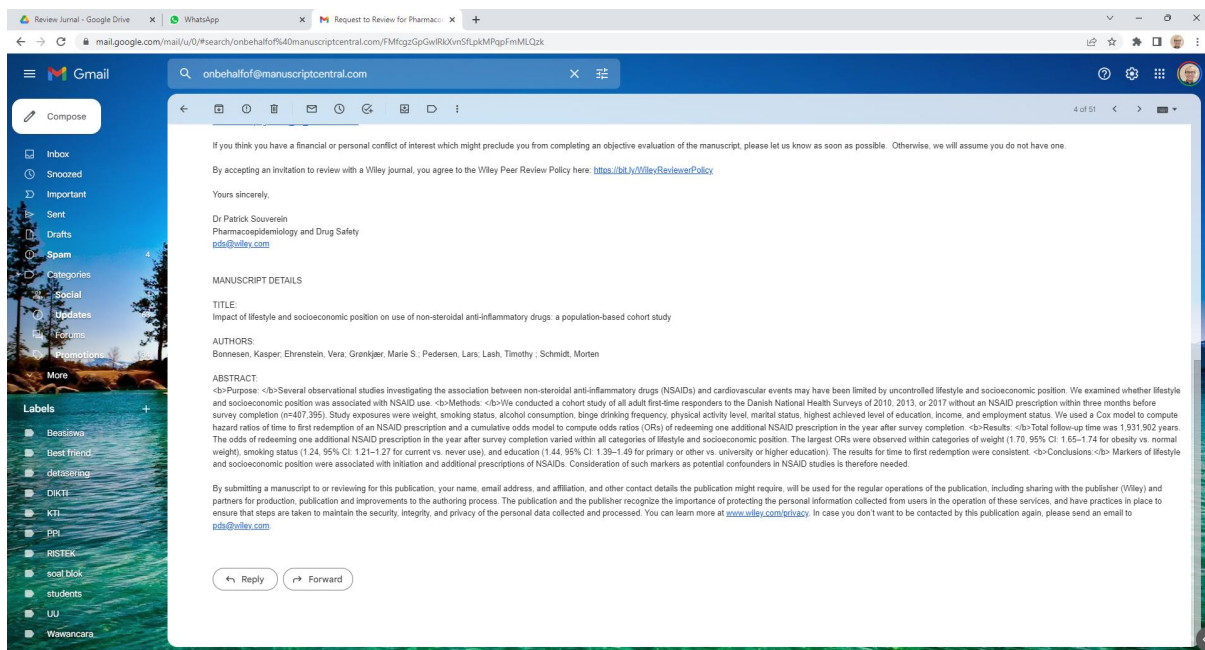 Review Jurnal - Google Drive
WhatsApp
Request to Review for Pharmacoe
mail.google.com/mail/u/0/#search/onbehalfof%40manuscriptcentral.com/FMfcgzGpGwlRkXvnSfLpkMPqpFmMLQzk
Gmail
onbehalfof@manuscriptcentral.com
Compose
4 of 51
Inbox
Snoozed
Important
Sent
Drafts
Spam 4
Categories
Social
Updates
Forums
Promotions
More
Labels
Beasiswa
Best friend
detasering
DIKTI
KTI
PPI
RISTEK
soal blok
students
UU
Wawancara
If you think you have a financial or personal conflict of interest which might preclude you from completing an objective evaluation of the manuscript, please let us know as soon as possible. Otherwise, we will assume you do not have one.
By accepting an invitation to review with a Wiley journal, you agree to the Wiley Peer Review Policy here: https://bit.ly/WileyReviewerPolicy
Yours sincerely,
Dr Patrick Souverein
Pharmacoepidemiology and Drug Safety
pds@wiley.com
MANUSCRIPT DETAILS
TITLE:
Impact of lifestyle and socioeconomic position on use of non-steroidal anti-inflammatory drugs: a population-based cohort study
AUTHORS:
Bonnesen, Kasper; Ehrenstein, Vera; Grønkjær, Marie S.; Pedersen, Lars; Lash, Timothy ; Schmidt, Morten
ABSTRACT:
<b>Purpose: </b>Several observational studies investigating the association between non-steroidal anti-inflammatory drugs (NSAIDs) and cardiovascular events may have been limited by uncontrolled lifestyle and socioeconomic position. We examined whether lifestyle
and socioeconomic position was associated with NSAID use. <b>Methods: </b>We conducted a cohort study of all adult first-time responders to the Danish National Health Surveys of 2010, 2013, or 2017 without an NSAID prescription within three months before
survey completion (n=407,395). Study exposures were weight, smoking status, alcohol consumption, binge drinking frequency, physical activity level, marital status, highest achieved level of education, income, and employment status. We used a Cox model to compute
hazard ratios of time to first redemption of an NSAID prescription and a cumulative odds model to compute odds ratios (ORs) of redeeming one additional NSAID prescription in the year after survey completion. <b>Results: </b>Total follow-up time was 1,931,902 years.
The odds of redeeming one additional NSAID prescription in the year after survey completion varied within all categories of lifestyle and socioeconomic position. The largest ORs were observed within categories of weight (1.70, 95% CI: 1.65–1.74 for obesity vs. normal
weight), smoking status (1.24, 95% CI: 1.21–1.27 for current vs. never use), and education (1.44, 95% CI: 1.39–1.49 for primary or other vs. university or higher education). The results for time to first redemption were consistent. <b>Conclusions:</b> Markers of lifestyle
and socioeconomic position were associated with initiation and additional prescriptions of NSAIDs. Consideration of such markers as potential confounders in NSAID studies is therefore needed.
By submitting a manuscript to or reviewing for this publication, your name, email address, and affiliation, and other contact details the publication might require, will be used for the regular operations of the publication, including sharing with the publisher (Wiley) and
partners for production, publication and improvements to the authoring process. The publication and the publisher recognize the importance of protecting the personal information collected from users in the operation of these services, and have practices in place to
ensure that steps are taken to maintain the security, integrity, and privacy of the personal data collected and processed. You can learn more at www.wiley.com/privacy. In case you don't want to be contacted by this publication again, please send an email to
pds@wiley.com.
Reply
Forward